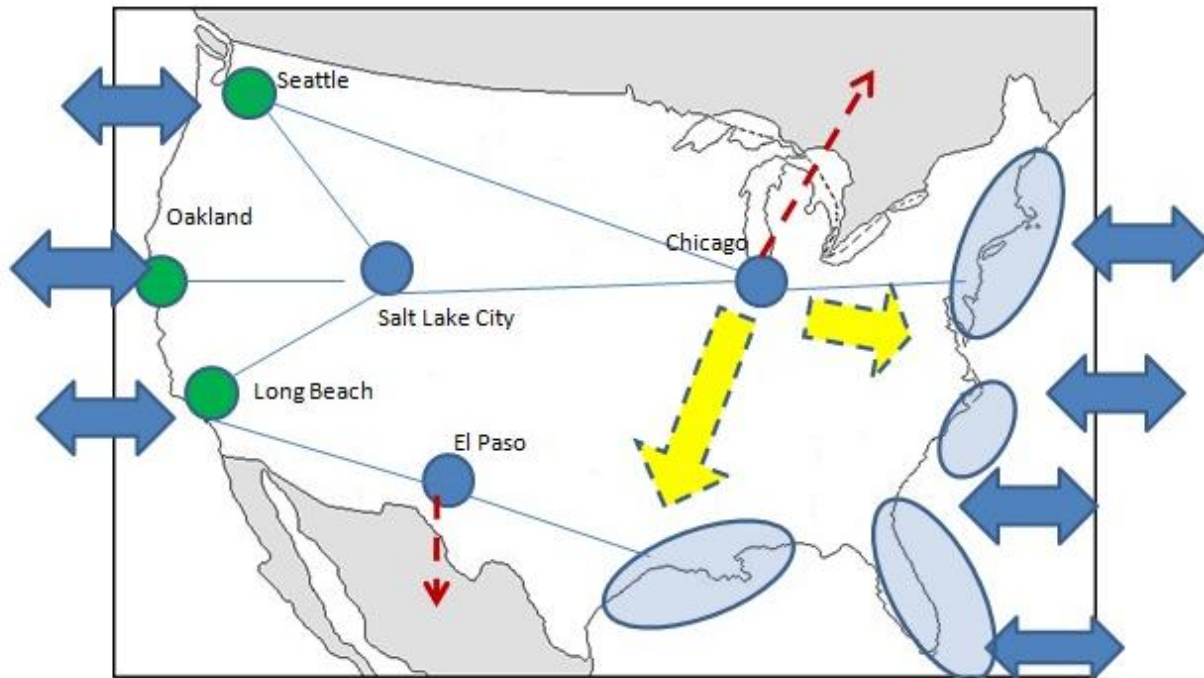 Seattle
Oakland
Chicago
Salt Lake City
Long Beach
El Paso